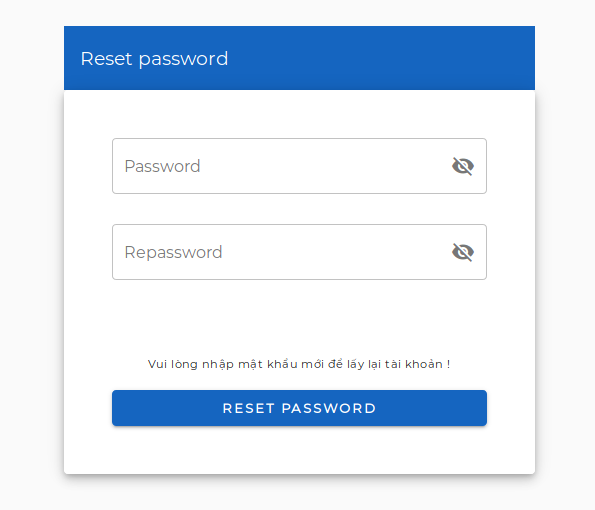 Reset password
Password
Repassword
Vui lòng nhập mật khẩu mới để lấy lại tài khoản !
RESET PASSWORD